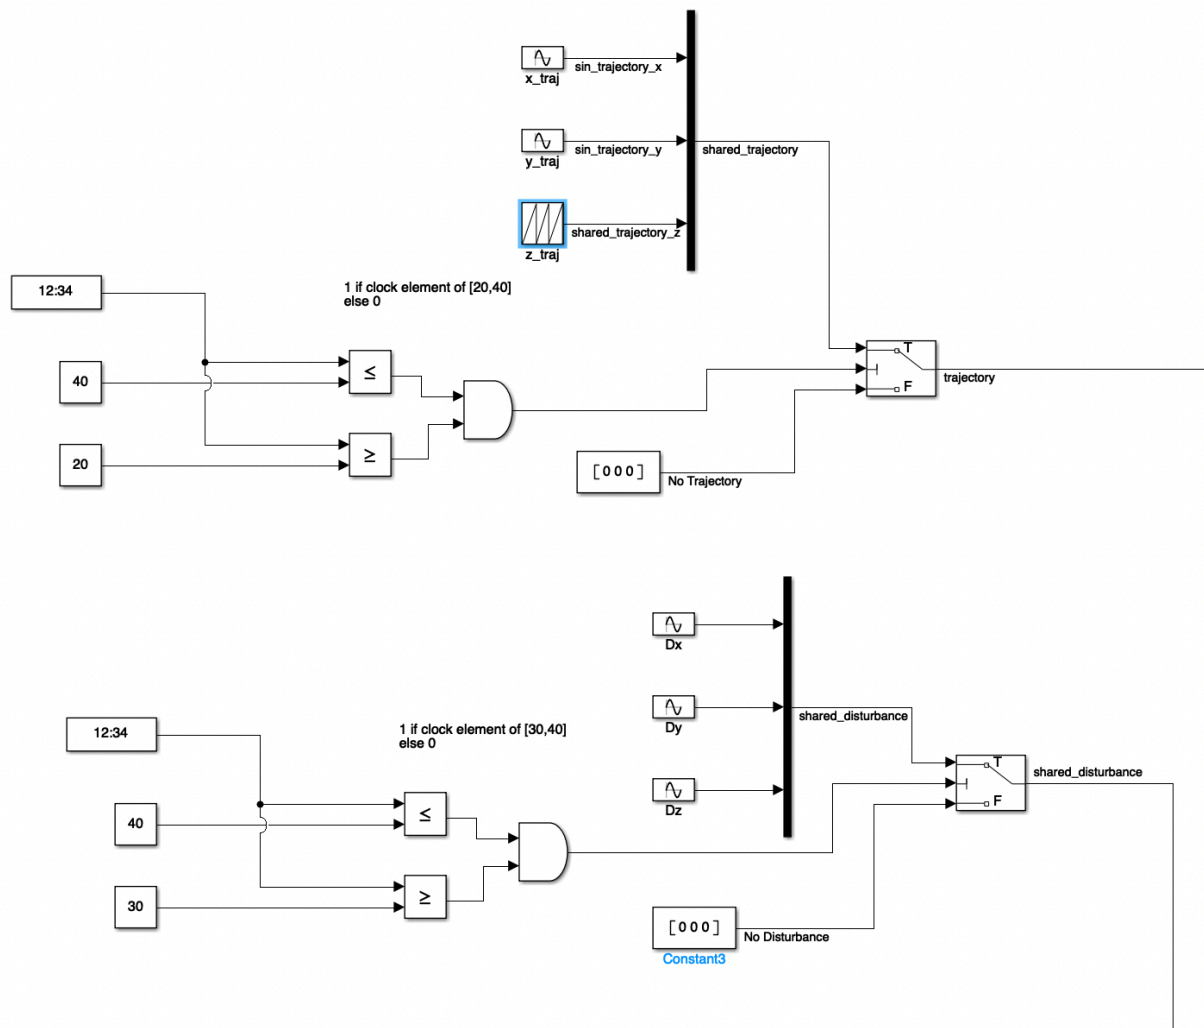 sin_trajectory_x
x_traj
sin_trajectory_y
y_traj
shared_trajectory
shared_trajectory_z
z_traj
12:34
1 if clock element of [20,40]
else 0
T
≤
40
trajectory
F
≥
20
[0 0 0]
No Trajectory
Dx
12:34
1 if clock element of [30,40]
else 0
shared_disturbance
Dy
T
shared_disturbance
Dz
F
≤
40
≥
30
[0 0 0]
No Disturbance
Constant3